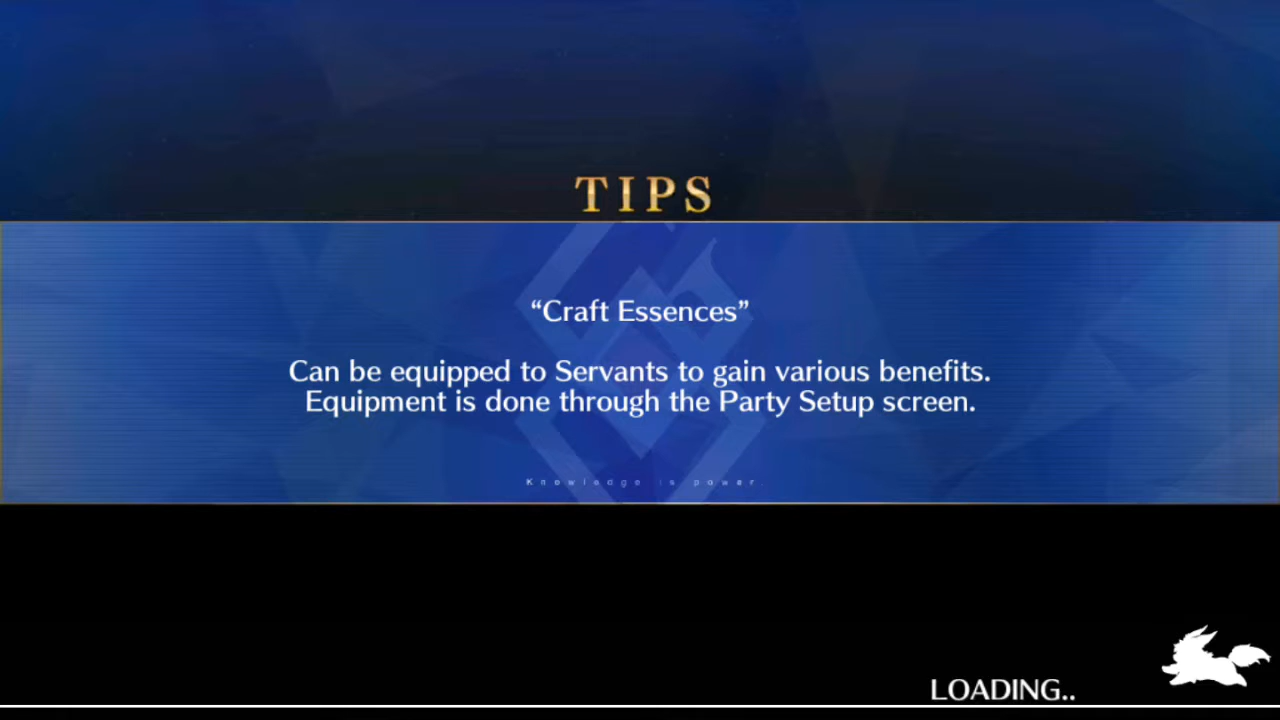 TIPS
“Craft Essences”
Can be equipped to Servants to gain various benefits.
Equipment is done through the Party Setup screen.
Knowledge is power.
LOADING..